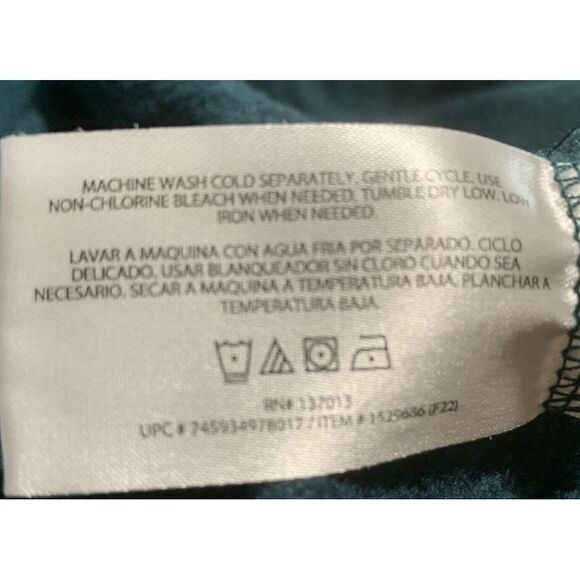 MACHINE WASH COLD SEPARATELY, GENTLE CYCLE, USE
NON-CHLORINE BLEACH WHEN NEEDED. TUMBLE DRY LOW. LOW
IRON WHEN NEEDED.
LAVAR A MAQUINA CON AGUA FRIA POR SEPARADO, CICLO
DELICADO, USAR BLANQUEADOR SIN CLORO CUANDO SEA
NECESARIO. SECAR A MAQUINA A TEMPERATURA BAJA. PLANCHAR A
TEMPERATURA BAJA.
RN# 137013
UPC # 745934978017 / ITEM # 1529686 (F22)